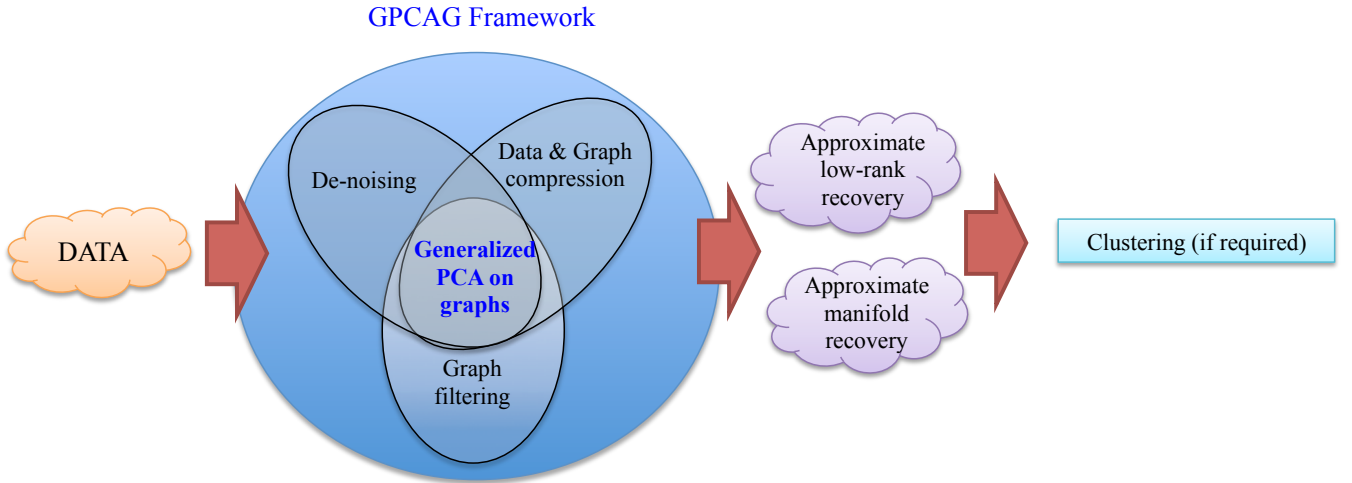 GPCAG Framework
DATA
De-noising
Data & Graph
compression
Generalized
PCA on
graphs
Graph
filtering
Approximate
low-rank
recovery
Approximate
manifold
recovery
Clustering (if required)